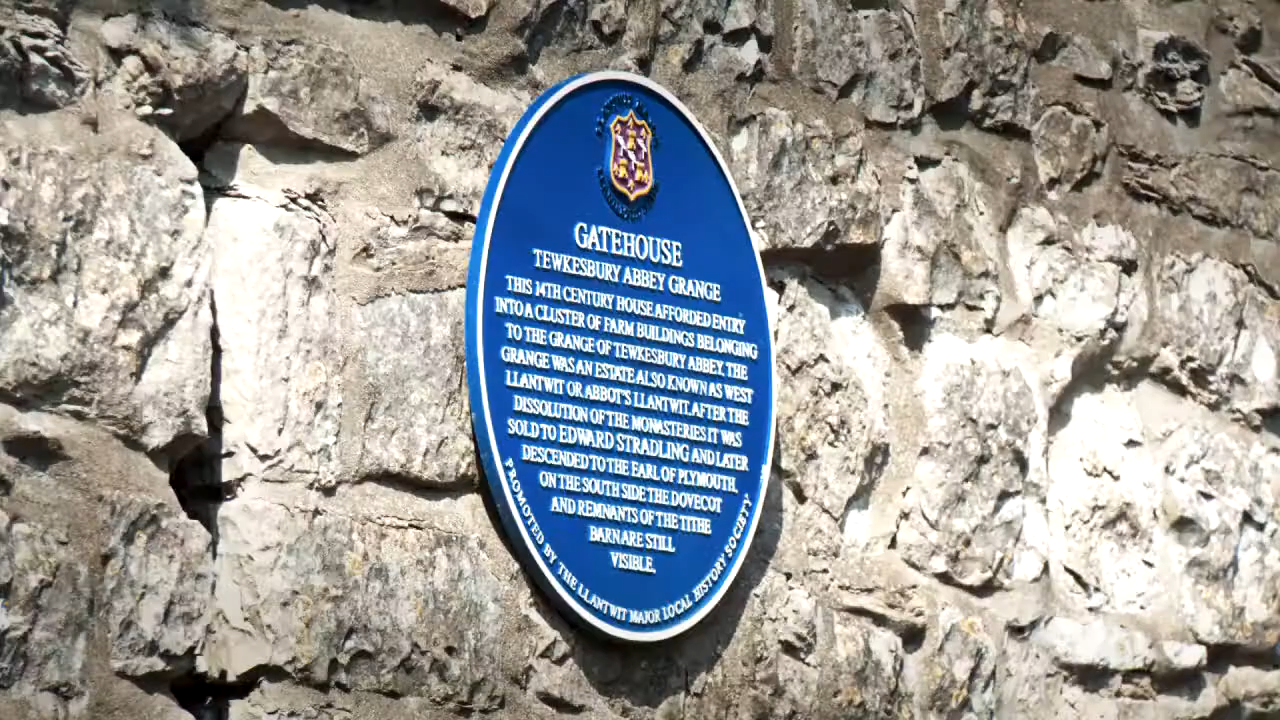 GATEHOUSE
TEWKESBURY ABBEY GRANGE
THIS 14TH CENTURY HOUSE AFFORDED ENTRY
INTO A CLUSTER OF FARM BUILDINGS BELONGING
TO THE GRANGE OF TEWKESBURY ABBEY. THE
GRANGE WAS AN ESTATE ALSO KNOWN AS WEST
LLANTWIT OR ABBOT'S LLANTWIT. AFTER THE
DISSOLUTION OF THE MONASTERIES IT WAS
SOLD TO EDWARD STRADLING AND LATER
DESCENDED TO THE EARL OF PLYMOUTH.
ON THE SOUTH SIDE THE DOVECOT
AND REMNANTS OF THE TITHE
BARN ARE STILL
VISIBLE.
PROMOTED BY THE LLANTWIT MAJOR LOCAL HISTORY SOCIETY